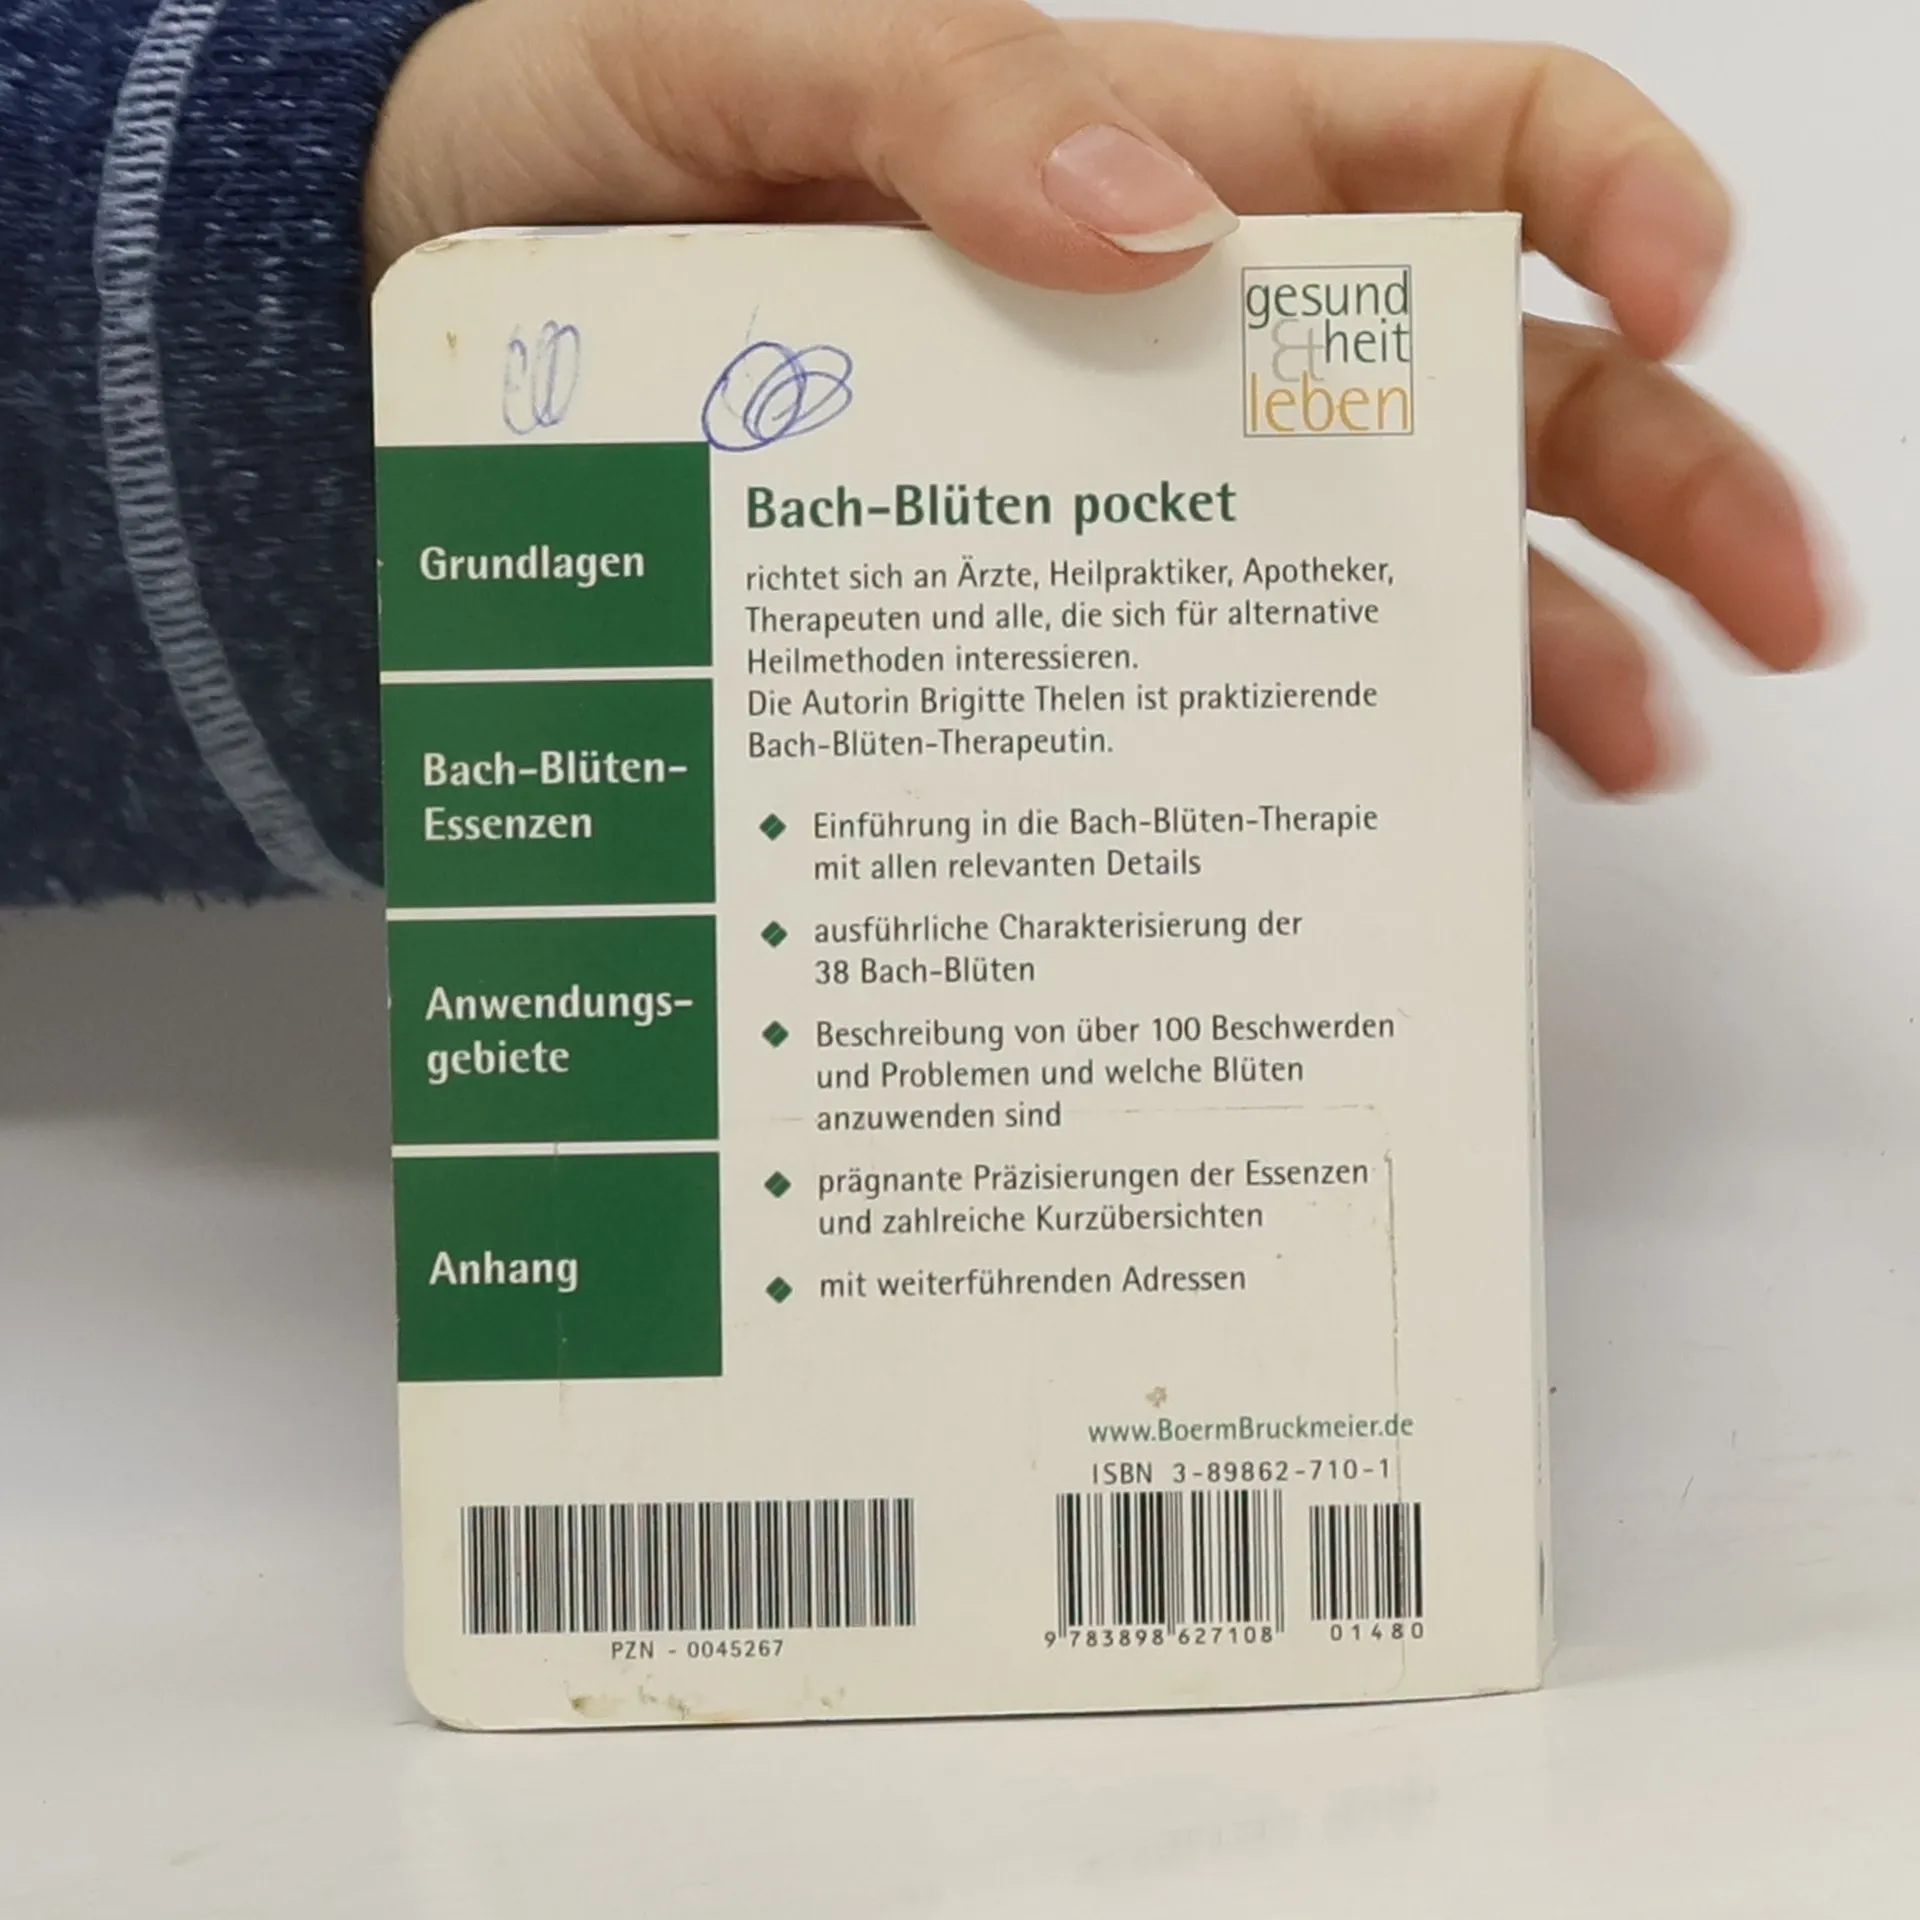 gesund
&heit
leben
Grundlagen
Bach-Blüten-
Essenzen
Anwendungs-
gebiete
Anhang
Bach-Blüten pocket
richtet sich an Ärzte, Heilpraktiker, Apotheker,
Therapeuten und alle, die sich für alternative
Heilmethoden interessieren.
Die Autorin Brigitte Thelen ist praktizierende
Bach-Blüten-Therapeutin.
Einführung in die Bach-Blüten-Therapie
mit allen relevanten Details
ausführliche Charakterisierung der
38 Bach-Blüten
Beschreibung von über 100 Beschwerden
und Problemen und welche Blüten
anzuwenden sind
prägnante Präzisierungen der Essenzen
und zahlreiche Kurzübersichten
mit weiterführenden Adressen
www.BoermBruckmeier.de
ISBN 3-89862-710-1
PZN - 0045267
9 783898 627108 01480